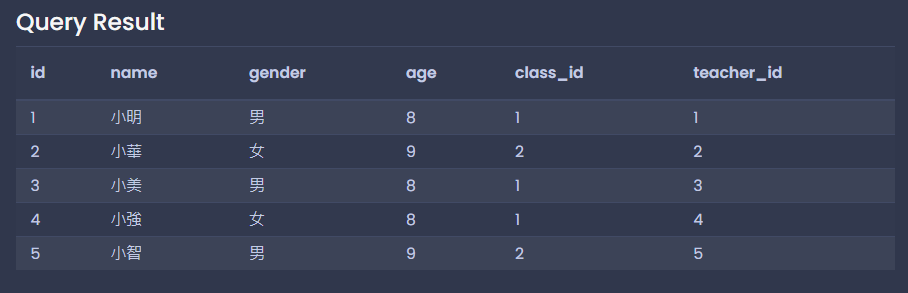 Query Result
id name gender age class_id teacher_id
1 小明 男 8 1 1
2 小華 女 9 2 2
3 小美 男 8 1 3
4 小強 女 8 1 4
5 小智 男 9 2 5